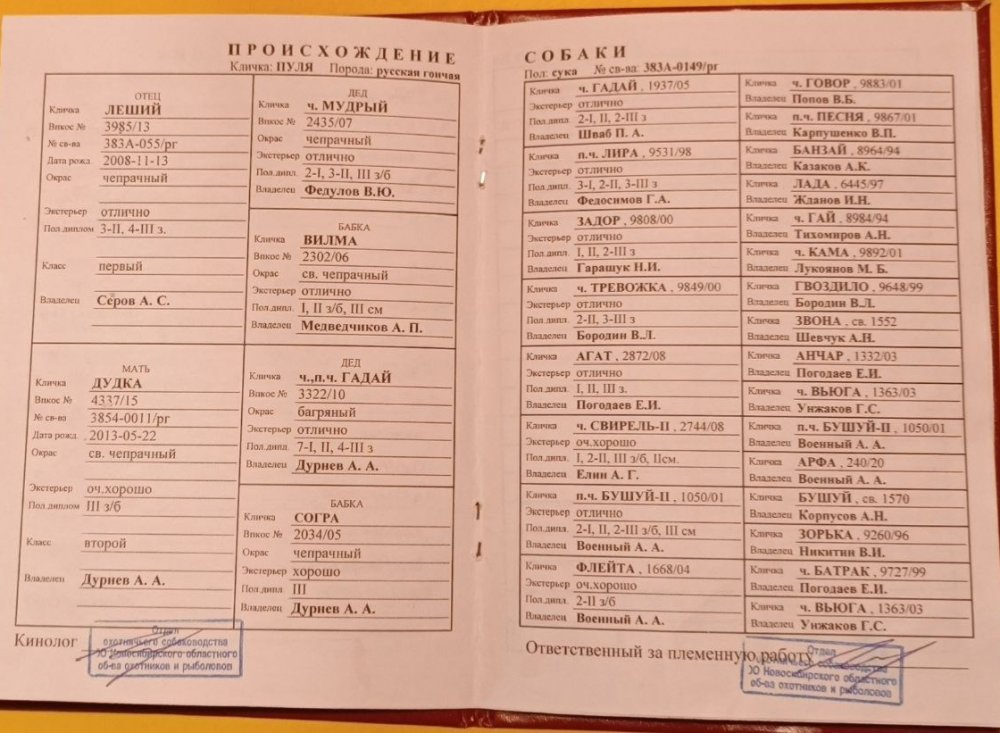 ПРОИСХОЖДЕНИЕ
Кличка: ПУЛЯ Порода: русская гончая
ОТЕЦ
Кличка ЛЕШИЙ
Впкос № 3985/13
№ св-ва 383А-055/рг
Дата рожд 2008-11-13
Окрас чепрачный
Экстерьер отлично
Пол диплом 3-II, 4-III з.
Класс первый
Владелец Серов А. С.
ДЕД
Кличка ч. МУДРЫЙ
Впкос № 2435/07
Окрас чепрачный
Экстерьер отлично
Пол.дипл. 2-I, 3-II, III з/б
Владелец Федулов В.Ю.
БАБКА
Кличка ВИЛМА
Впкос № 2302/06
Окрас св. чепрачный
Экстерьер отлично
Пол.дипл. I, II з/б, III см
Владелец Медведчиков А. П.
МАТЬ
Кличка ДУДКА
Впкос № 4337/15
№ св-ва 3854-0011/рг
Дата рожд 2013-05-22
Окрас св. чепрачный
Экстерьер оч.хорошо
Пол диплом III з/б
Класс второй
Владелец Дурнев А. А.
ДЕД
Кличка ч.,п.ч. ГАДАЙ
Впкос № 3322/10
Окрас багряный
Экстерьер отлично
Пол.дипл. 7-I, II, 4-III з
Владелец Дурнев А. А.
БАБКА
Кличка СОГРА
Впкос № 2034/05
Окрас чепрачный
Экстерьер хорошо
Пол.дипл III
Владелец Дурнев А. А.
Кинолог
Отдел
охотничьего собаководства
ОО Новосибирского областного
об-ва охотников и рыболовов
СОБАКИ
Пол: сука № св-ва: 383А-0149/рг
Кличка ч. ГАДАЙ , 1937/05
Экстерьер отлично
Пол.дипл. 2-I, II, 2-III з
Владелец Шваб П. А.
Кличка п.ч. ЛИРА , 9531/98
Экстерьер отлично
Пол.дипл. 3-I, 2-II, 3-III з
Владелец Федосимов Г.А.
Кличка ЗАДОР , 9808/00
Экстерьер отлично
Пол.дипл. I, II, 2-III з
Владелец Гаращук Н.И.
Кличка ч. ТРЕВОЖКА , 9849/00
Экстерьер отлично
Пол.дипл. 2-II, 3-III з
Владелец Бородин В.Л.
Кличка АГАТ , 2872/08
Экстерьер отлично
Пол.дипл. I, II, III з.
Владелец Погодаев Е.И.
Кличка ч. СВИРЕЛЬ-II , 2744/08
Экстерьер оч.хорошо
Пол.дипл. I, 2-II, III з/б, IIсм.
Владелец Елин А. Г.
Кличка п.ч. БУШУЙ-II , 1050/01
Экстерьер отлично
Пол.дипл. 2-I, II, 2-III з/б, III см
Владелец Военный А. А.
Кличка ФЛЕЙТА , 1668/04
Экстерьер оч.хорошо
Пол.дипл. 2-II з/б
Владелец Военный А. А.
Кличка ч. ГОВОР , 9883/01
Владелец Попов В.Б.
Кличка п.ч. ПЕСНЯ , 9867/01
Владелец Карпушенко В.П.
Кличка БАНЗАЙ , 8964/94
Владелец Казаков А.К.
Кличка ЛАДА , 6445/97
Владелец Жданов И.Н.
Кличка ч. ГАЙ , 8984/94
Владелец Тихомиров А.Н.
Кличка ч. КАМА , 9892/01
Владелец Лукоянов М. Б.
Кличка ГВОЗДИЛО , 9648/99
Владелец Бородин В.Л.
Кличка ЗВОНА , св. 1552
Владелец Шевчук А.Н.
Кличка АНЧАР , 1332/03
Владелец Погодаев Е.И.
Кличка ч. ВЬЮГА , 1363/03
Владелец Унжаков Г.С.
Кличка п.ч. БУШУЙ-II , 1050/01
Владелец Военный А. А.
Кличка АРФА , 240/20
Владелец Военный А. А.
Кличка БУШУЙ , св. 1570
Владелец Корпусов А.Н.
Кличка ЗОРЬКА , 9260/96
Владелец Никитин В.И.
Кличка ч. БАТРАК , 9727/99
Владелец Погодаев Е.И.
Кличка ч. ВЬЮГА , 1363/03
Владелец Унжаков Г.С.
Ответственный за племенную работу
Отдел
охотничьего собаководства
ОО Новосибирского областного
об-ва охотников и рыболовов